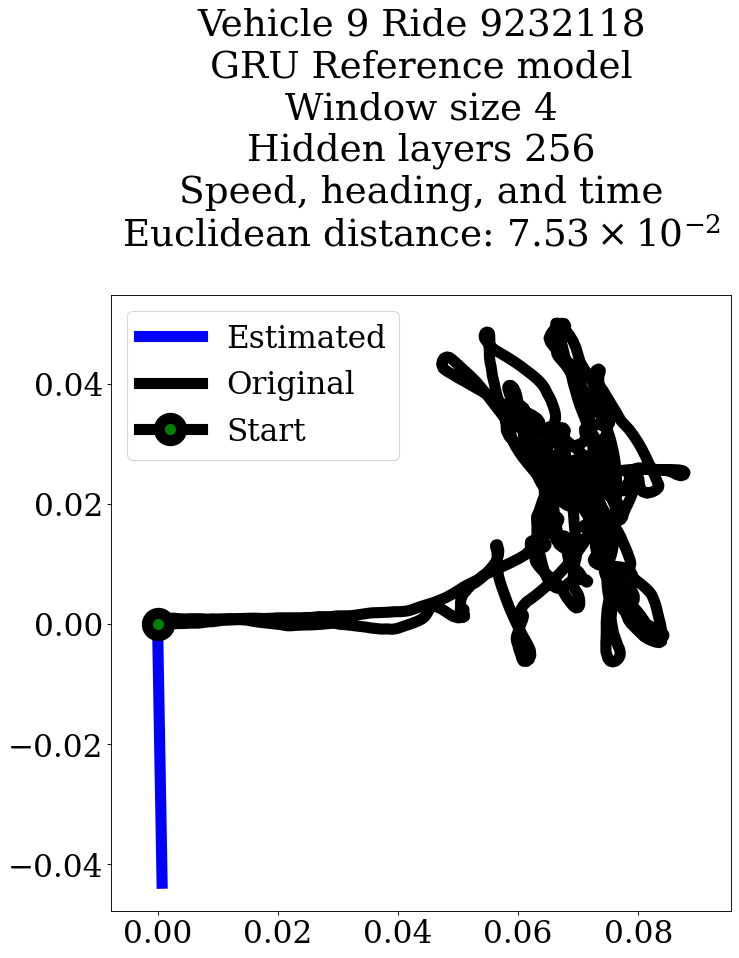 Vehicle 9 Ride 9232118
GRU Reference model
Window size 4
Hidden layers 256
Speed, heading, and time
Euclidean distance: 7.53 × 10⁻²
Estimated
Original
Start
0.04
0.02
0.00
−0.02
−0.04
0.00 0.02 0.04 0.06 0.08